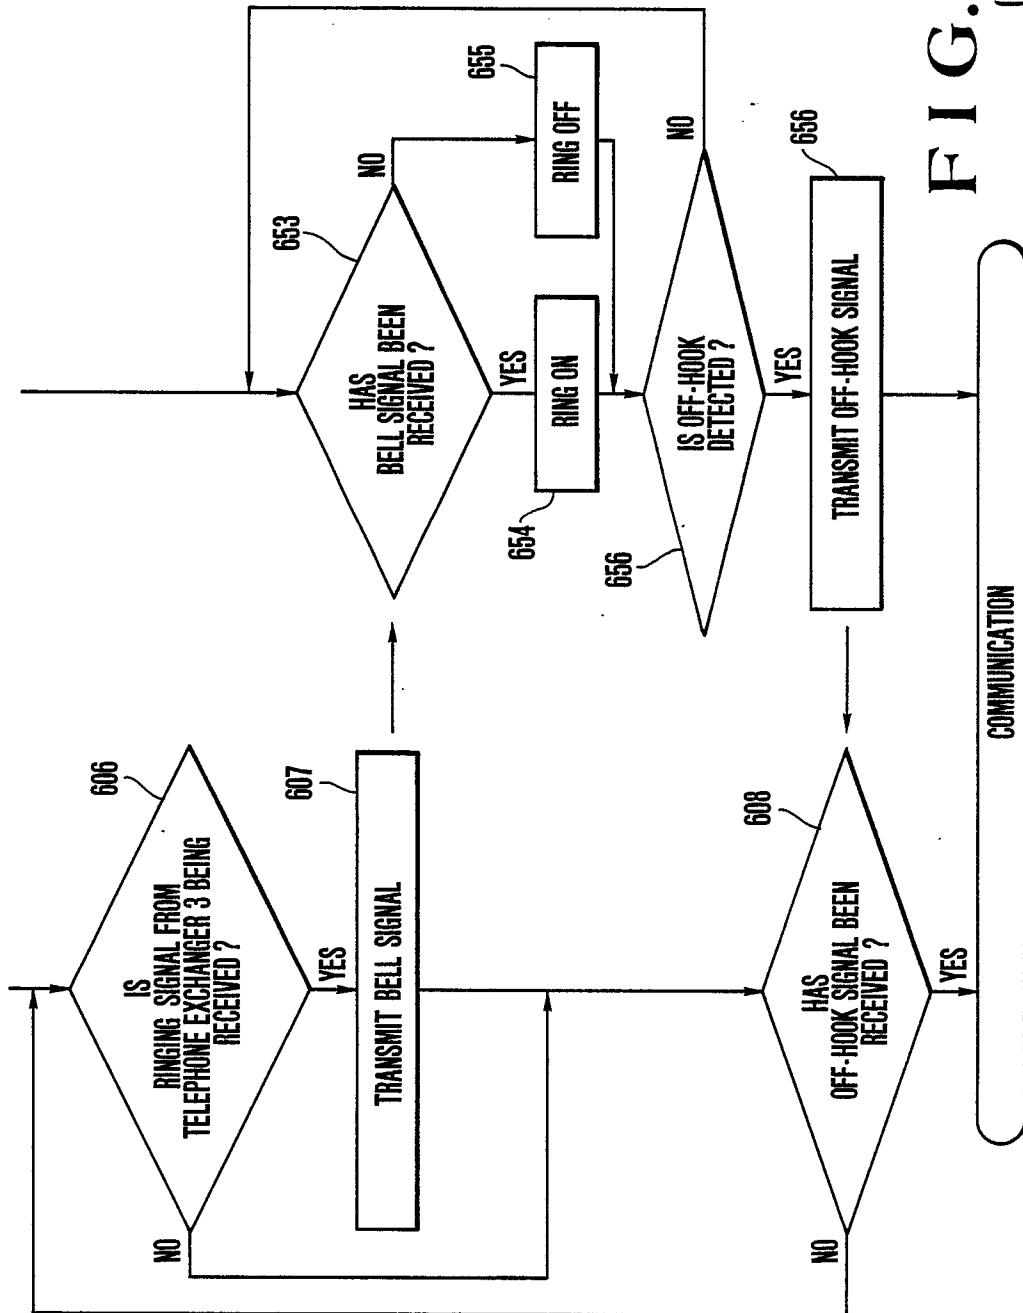 606
IS
RINGING SIGNAL FROM
TELEPHONE EXCHANGER 3 BEING
RECEIVED ?
NO
YES
607
TRANSMIT BELL SIGNAL
608
HAS
OFF-HOOK SIGNAL BEEN
RECEIVED ?
NO
YES
653
HAS
BELL SIGNAL BEEN
RECEIVED ?
NO
YES
654
RING ON
655
RING OFF
656
IS OFF-HOOK
DETECTED ?
NO
YES
656
TRANSMIT OFF-HOOK SIGNAL
COMMUNICATION
FIG.